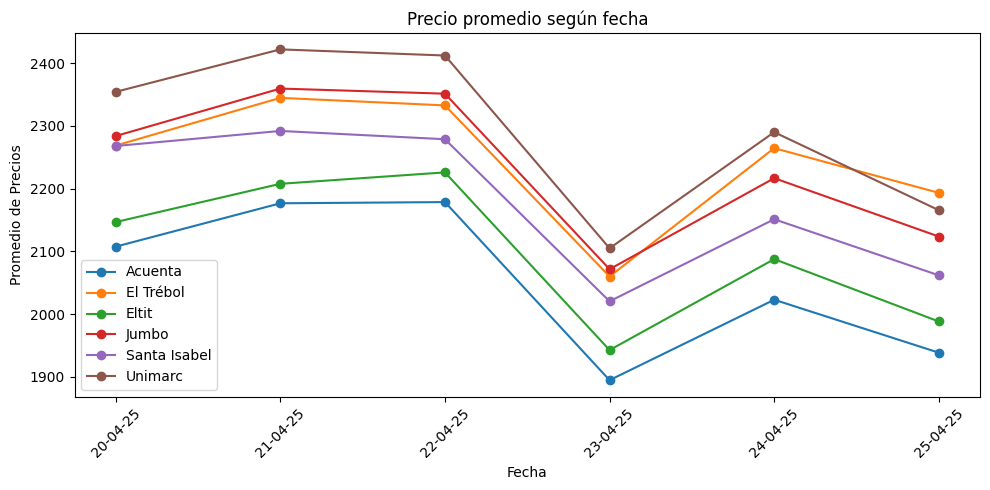 Precio promedio según fecha
Promedio de Precios
2400
2300
2200
2100
2000
1900
Acuenta
El Trébol
Eltit
Jumbo
Santa Isabel
Unimarc
20-04-25
21-04-25
22-04-25
23-04-25
24-04-25
25-04-25
Fecha